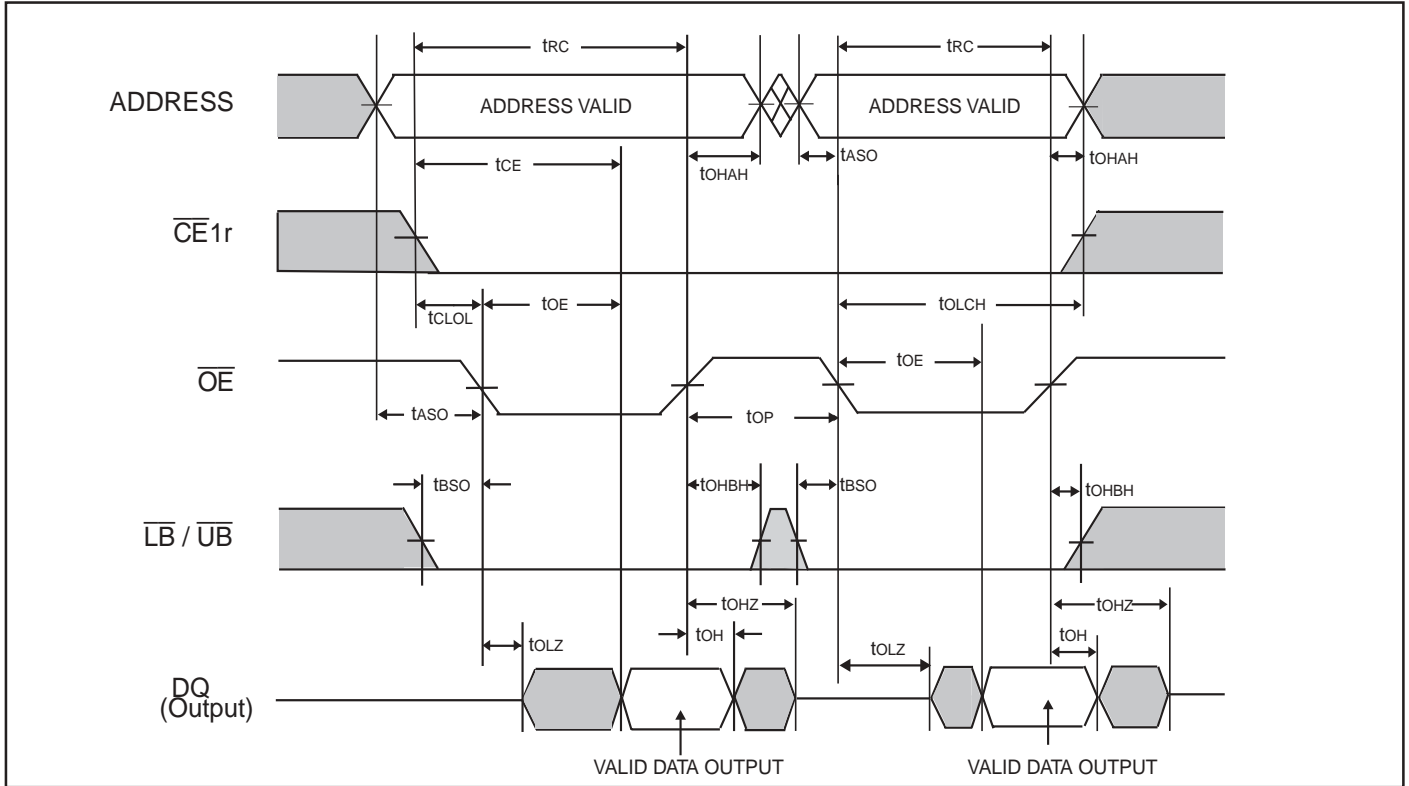 tRC tRC
ADDRESS ADDRESS VALID ADDRESS VALID
tCE tOHAH tASO tOHAH
CE1r
tCLOL tOE tOLCH
OE tOE
tASO tOP
tBSO tOHBH tBSO tOHBH
LB / UB
tOHZ tOHZ
tOLZ tOH tOLZ tOH
DQ
(Output)
VALID DATA OUTPUT VALID DATA OUTPUT